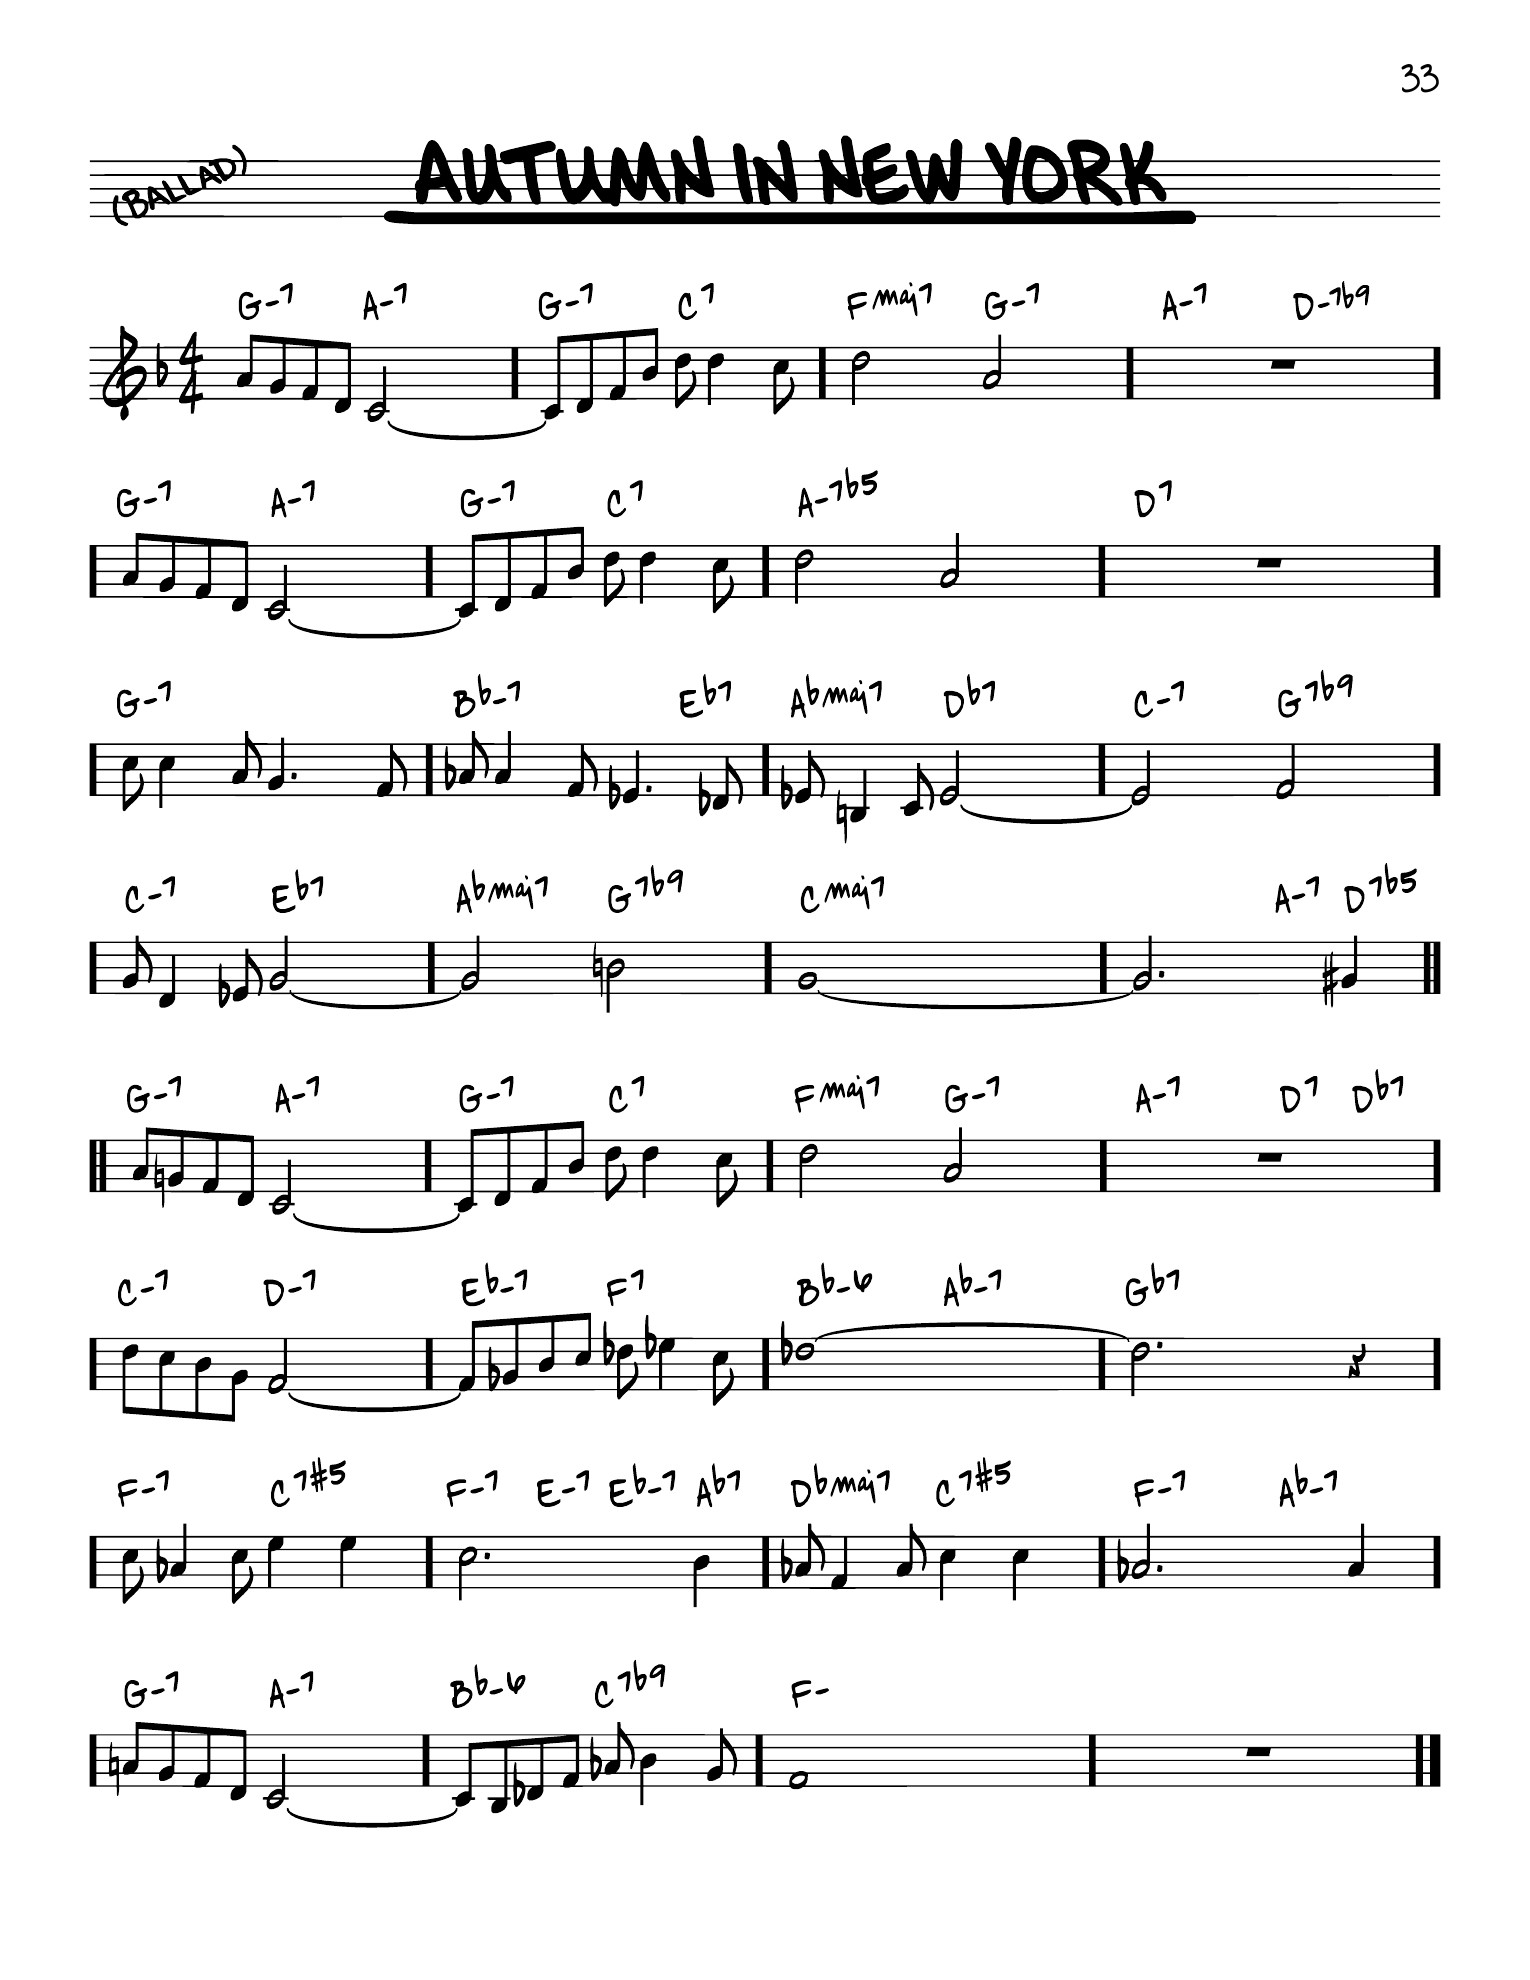 33
(BALLAD) AUTUMN IN NEW YORK
G-7 A-7 G-7 C7 Fmaj7 G-7 A-7 D-7b9
4
4
G-7 A-7 G-7 C7 A-7b5 D7
G-7 Bb-7 Eb7 Abmaj7 Db7 C-7 G7b9
C-7 Eb7 Abmaj7 G7b9 Cmaj7 A-7 D7b5
G-7 A-7 G-7 C7 Fmaj7 G-7 A-7 D7 Db7
C-7 D-7 Eb-7 F7 Bb-6 Ab-7 Gb7
F-7 C7#5 F-7 E-7 Eb-7 Ab7 Dbmaj7 C7#5 F-7 Ab-7
G-7 A-7 Bb-6 C7b9 F-